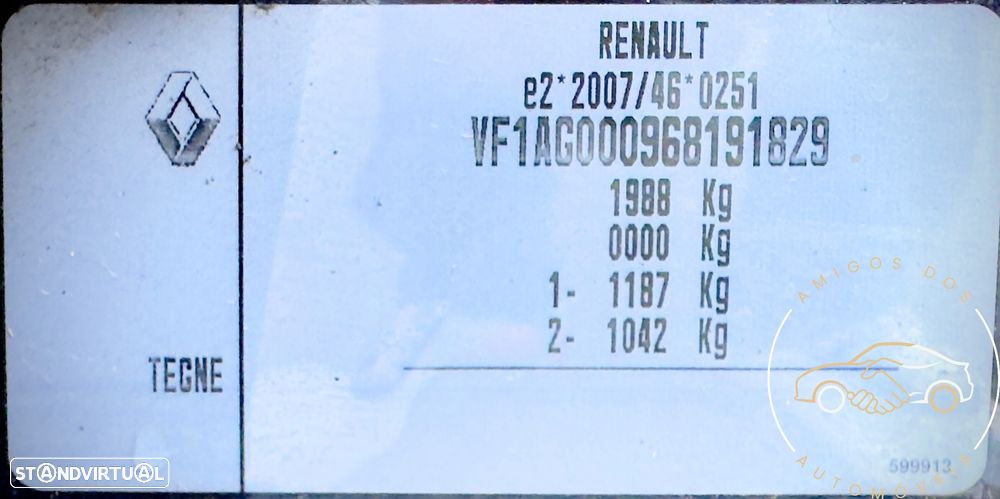 RENAULT
e2*2007/46*0251
VF1AG000968191829
1988 Kg
0000 Kg
1- 1187 Kg
2- 1042 Kg
TEGNE
599913
AMIGOS DOS
AUTOMÓVEIS
STANDVIRTUAL